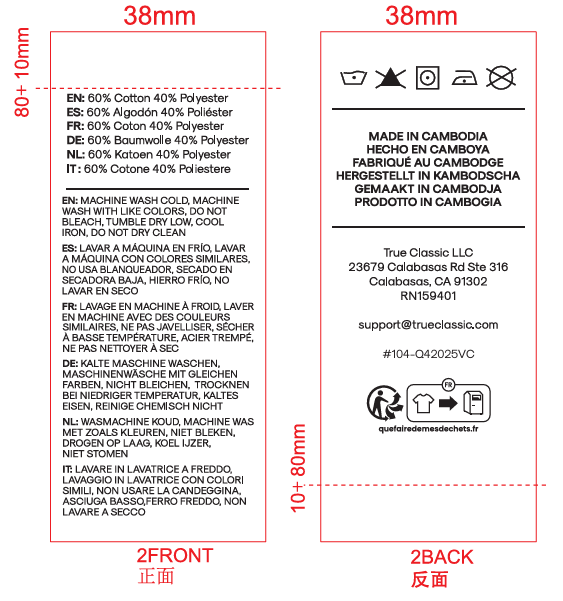 38mm
80+ 10mm
EN: 60% Cotton 40% Polyester
ES: 60% Algodón 40% Poliéster
FR: 60% Coton 40% Polyester
DE: 60% Baumwolle 40% Polyester
NL: 60% Katoen 40% Polyester
IT: 60% Cotone 40% Poliestere
EN: MACHINE WASH COLD, MACHINE
WASH WITH LIKE COLORS, DO NOT
BLEACH, TUMBLE DRY LOW, COOL
IRON, DO NOT DRY CLEAN
ES: LAVAR A MÁQUINA EN FRÍO, LAVAR
A MÁQUINA CON COLORES SIMILARES,
NO USA BLANQUEADOR, SECADO EN
SECADORA BAJA, HIERRO FRÍO, NO
LAVAR EN SECO
FR: LAVAGE EN MACHINE À FROID, LAVER
EN MACHINE AVEC DES COULEURS
SIMILAIRES, NE PAS JAVELLISER, SÉCHER
À BASSE TEMPÉRATURE, ACIER TREMPÉ,
NE PAS NETTOYER À SEC
DE: KALTE MASCHINE WASCHEN,
MASCHINENWÄSCHE MIT GLEICHEN
FARBEN, NICHT BLEICHEN, TROCKNEN
BEI NIEDRIGER TEMPERATUR, KALTES
EISEN, REINIGE CHEMISCH NICHT
NL: WASMACHINE KOUD, MACHINE WAS
MET ZOALS KLEUREN, NIET BLEKEN,
DROGEN OP LAAG, KOEL IJZER,
NIET STOMEN
IT: LAVARE IN LAVATRICE A FREDDO,
LAVAGGIO IN LAVATRICE CON COLORI
SIMILI, NON USARE LA CANDEGGINA,
ASCIUGA BASSO,FERRO FREDDO, NON
LAVARE A SECCO
2FRONT
正面
38mm
MADE IN CAMBODIA
HECHO EN CAMBOYA
FABRIQUÉ AU CAMBODGE
HERGESTELLT IN KAMBODSCHA
GEMAAKT IN CAMBODJA
PRODOTTO IN CAMBOGIA
True Classic LLC
23679 Calabasas Rd Ste 316
Calabasas, CA 91302
RN159401
support@trueclassic.com
#104-Q42025VC
FR
quefairedemesdechets.fr
10+ 80mm
2BACK
反面